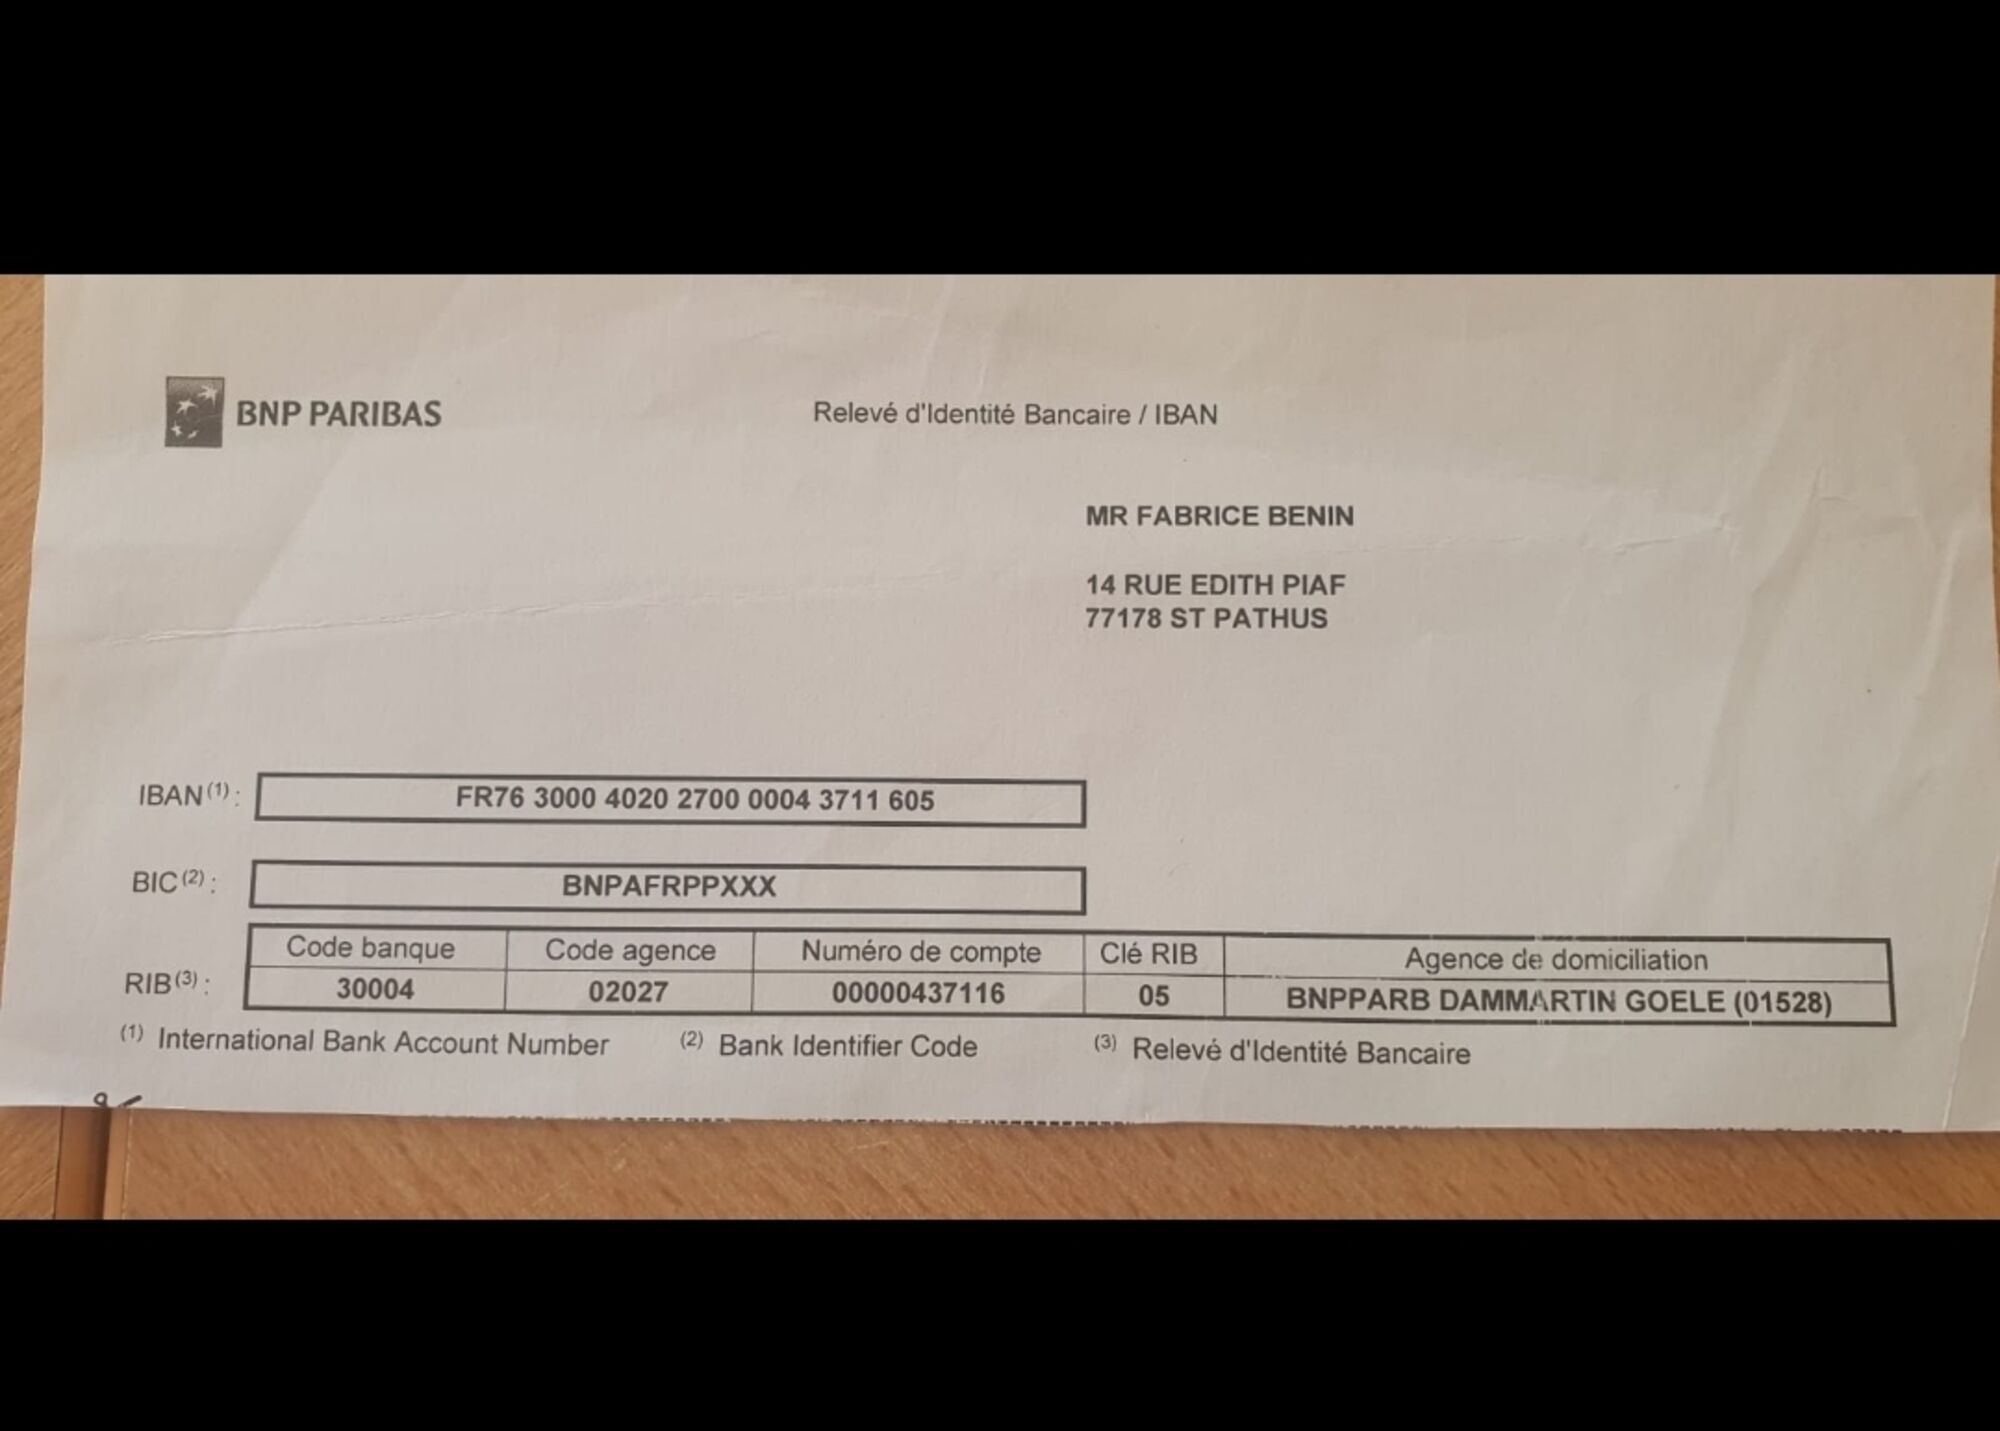 BNP PARIBAS
Relevé d'Identité Bancaire / IBAN
MR FABRICE BENIN
14 RUE EDITH PIAF
77178 ST PATHUS
IBAN(1) : FR76 3000 4020 2700 0004 3711 605
BIC(2) : BNPAFRPPXXX
Code banque Code agence Numéro de compte Clé RIB Agence de domiciliation
RIB(3) : 30004 02027 00000437116 05 BNPPARB DAMMARTIN GOELE (01528)
(1) International Bank Account Number (2) Bank Identifier Code (3) Relevé d'Identité Bancaire